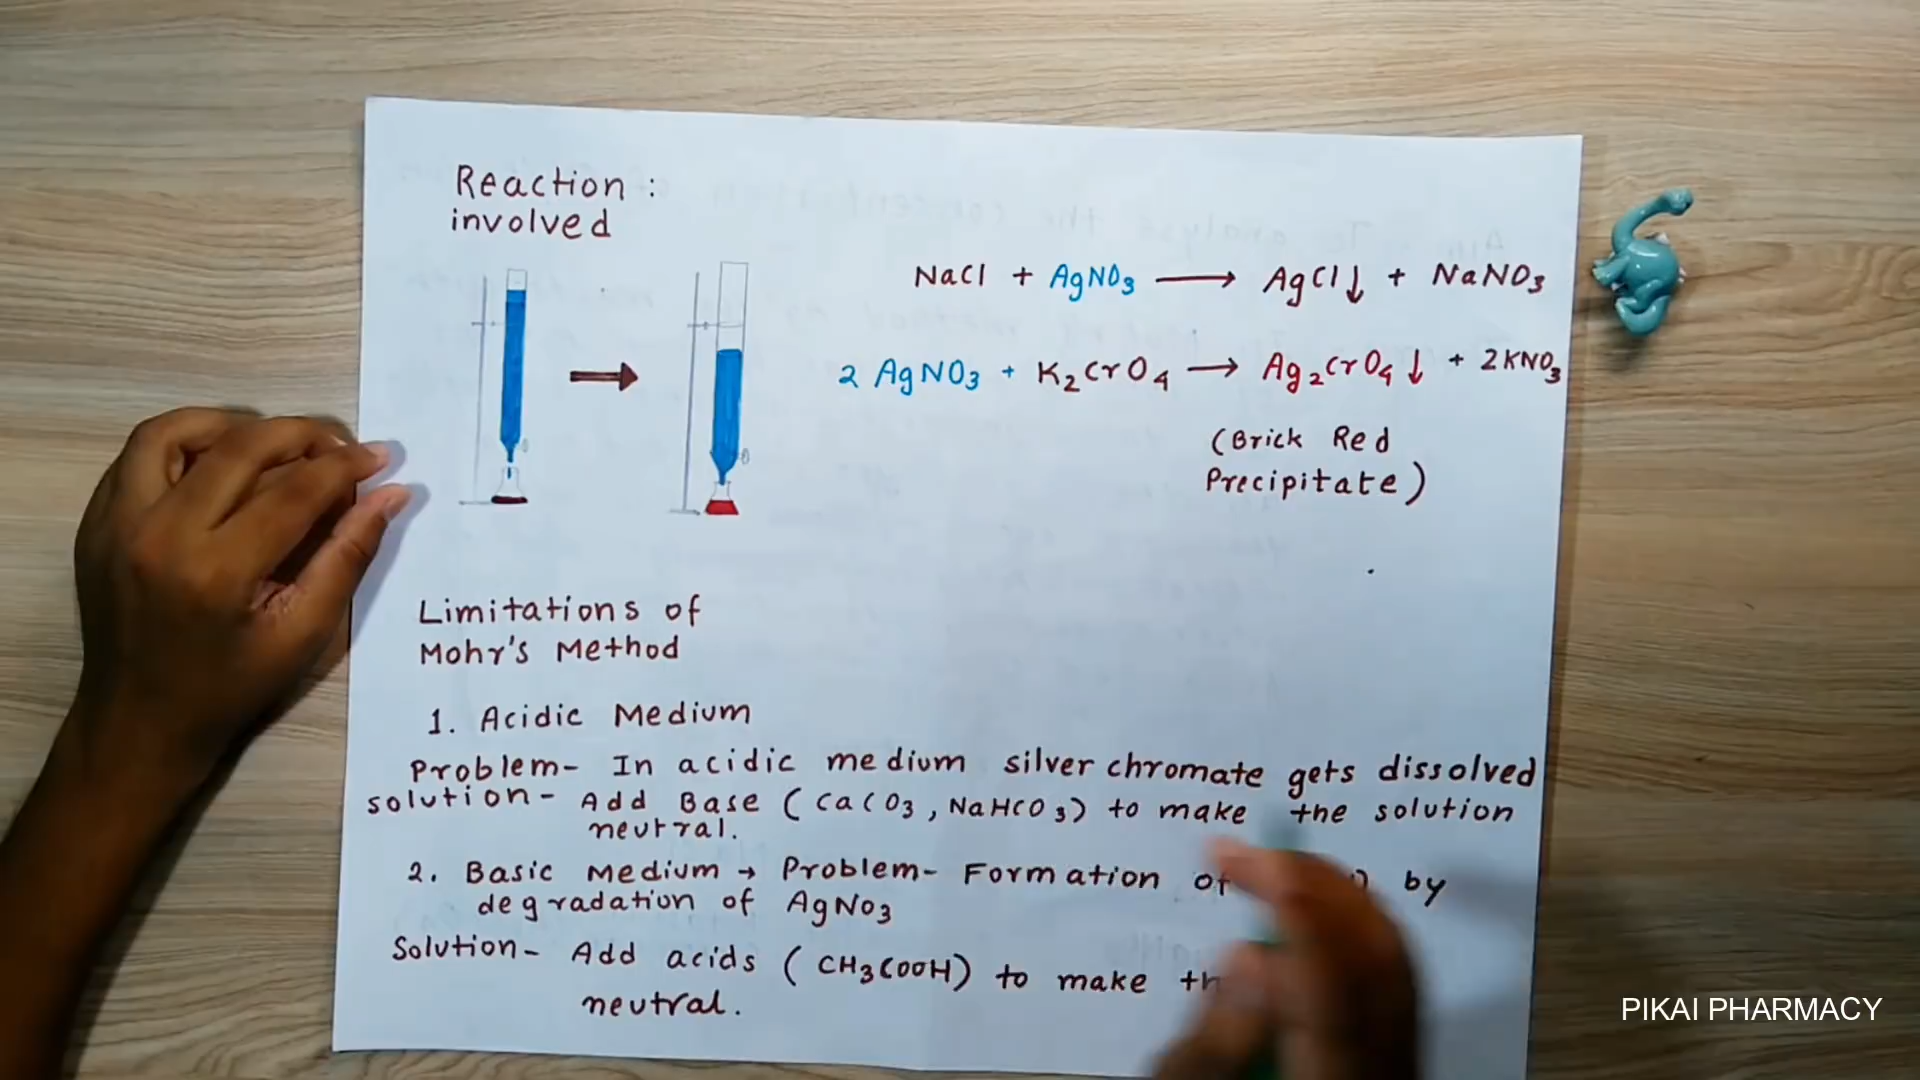 Reaction :
involved
NaCl + AgNO3 ⟶ AgCl↓ + NaNO3
2 AgNO3 + K2CrO4 ⟶ Ag2CrO4 ↓ + 2KNO3
(Brick Red
Precipitate)
Limitations of
Mohr's Method
1. Acidic Medium
Problem- In acidic medium silver chromate gets dissolved
solution- Add Base (CaCO3, NaHCO3) to make the solution
neutral.
2. Basic Medium → Problem- Formation of by
degradation of AgNO3
Solution- Add acids (CH3COOH) to make
neutral.
PIKAI PHARMACY